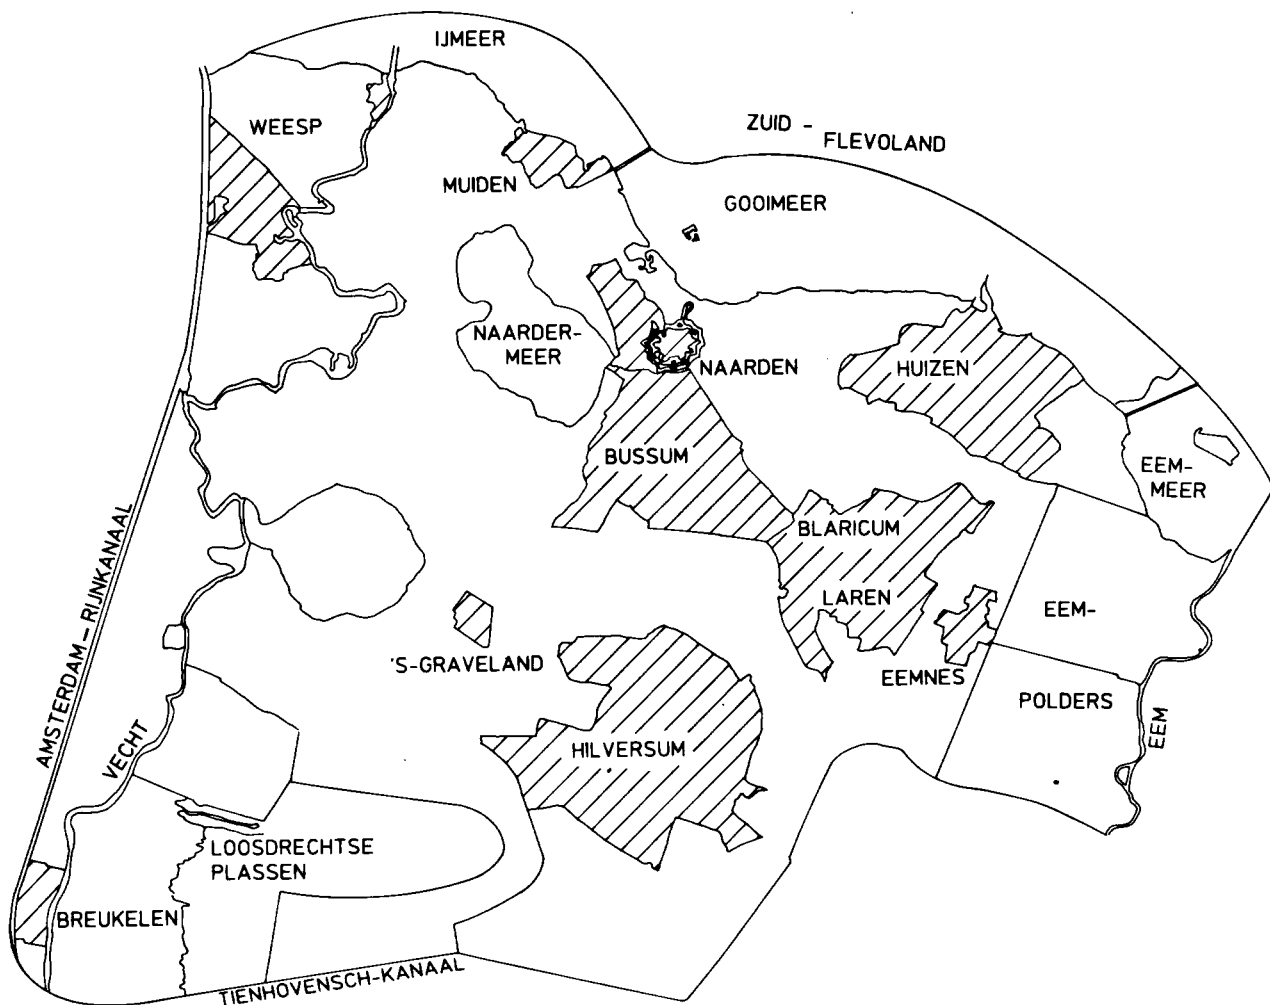 IJMEER
ZUID -
FLEVOLAND
WEESP
MUIDEN
GOOIMEER
NAARDER-
MEER
NAARDEN
HUIZEN
BUSSUM
EEM-
MEER
BLARICUM
LAREN
EEM-
'S-GRAVELAND
EEMNES
POLDERS
EEM
AMSTERDAM – RIJNKANAAL
VECHT
HILVERSUM
LOOSDRECHTSE
PLASSEN
BREUKELEN
TIENHOVENSCH-KANAAL